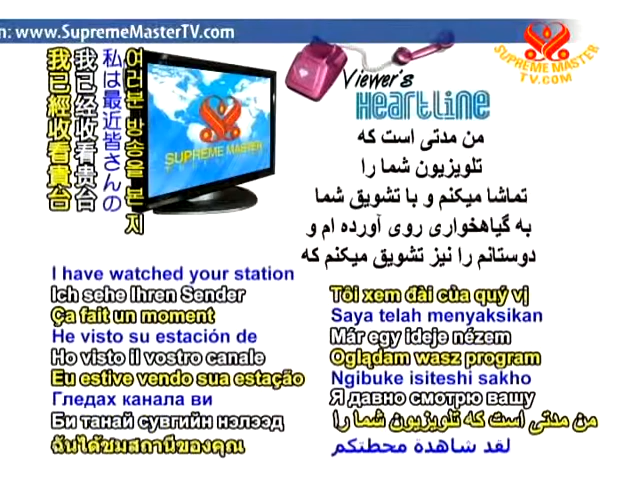 n: www.SupremeMasterTV.com
SUPREME MASTER
TV.COM
Viewer's
HEARTLINE
我已經收看貴台
我已经收看贵台
私は最近皆さんの
여러분 방송을 본 지
SUPREME MASTER
TELEVISION
من مدتی است که
تلویزیون شما را
تماشا میکنم و با تشویق شما
به گیاهخواری روی آورده ام و
دوستانم را نیز تشویق میکنم که
I have watched your station
Ich sehe Ihren Sender
Ça fait un moment
He visto su estación de
Ho visto il vostro canale
Eu estive vendo sua estação
Гледах канала ви
Би танай сувгийн нэлээд
ฉันได้ชมสถานีของคุณ
Tôi xem đài của quý vị
Saya telah menyaksikan
Már egy ideje nézem
Oglądam wasz program
Ngibuke isiteshi sakho
Я давно смотрю вашу
من مدتی است که تلویزیون شما را
لقد شاهدة محطتكم